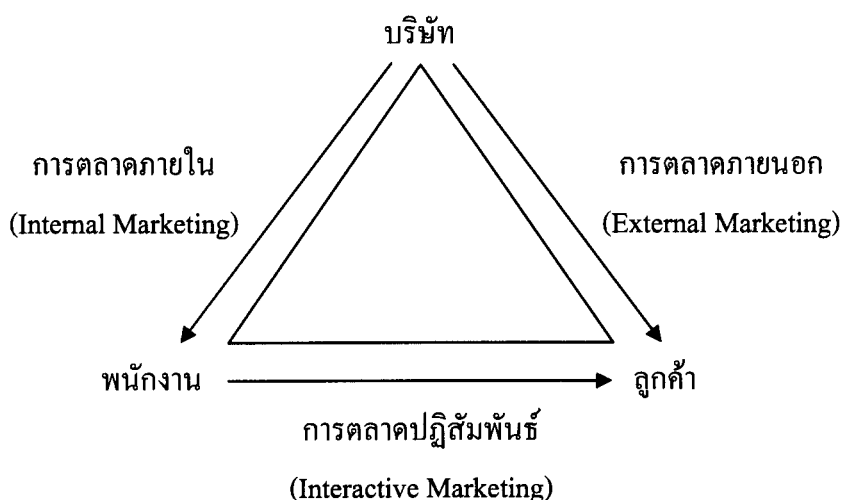 บริษัท
การตลาดภายใน
(Internal Marketing)
การตลาดภายนอก
(External Marketing)
พนักงาน
ลูกค้า
การตลาดปฏิสัมพันธ์
(Interactive Marketing)